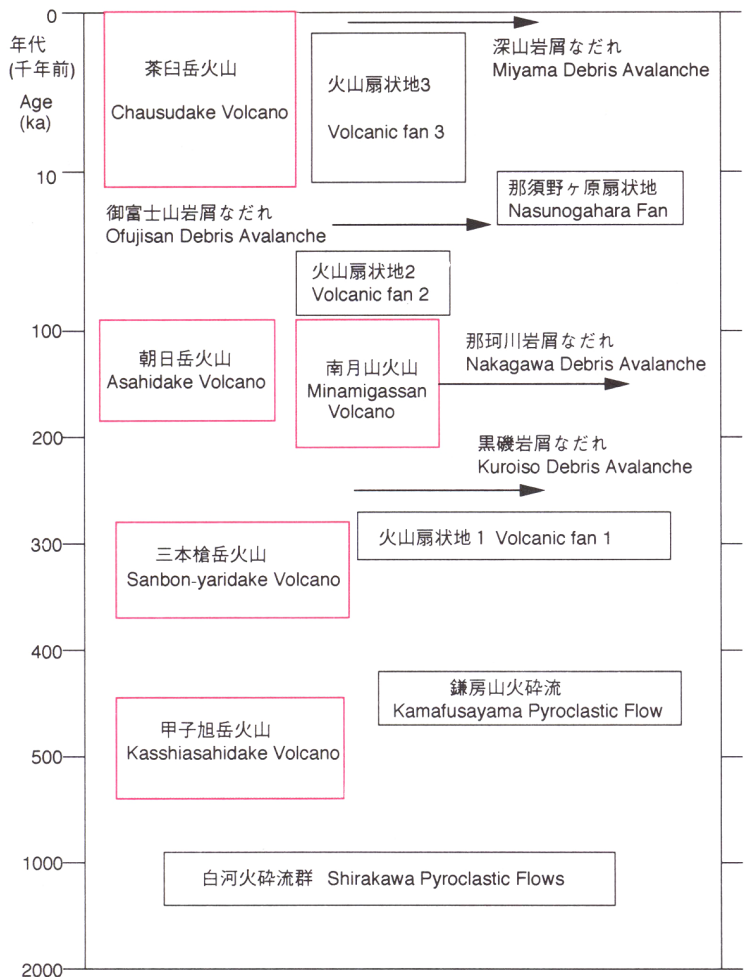 0
年代
(千年前)
Age
(ka)
茶臼岳火山
Chausudake Volcano
火山扇状地3
Volcanic fan 3
深山岩屑なだれ
Miyama Debris Avalanche
10
那須野ヶ原扇状地
Nasunogahara Fan
御富士山岩屑なだれ
Ofujisan Debris Avalanche
火山扇状地2
Volcanic fan 2
100
朝日岳火山
Asahidake Volcano
南月山火山
Minamigassan
Volcano
那珂川岩屑なだれ
Nakagawa Debris Avalanche
200
黒磯岩屑なだれ
Kuroiso Debris Avalanche
300
三本槍岳火山
Sanbon-yaridake Volcano
火山扇状地1 Volcanic fan 1
400
鎌房山火砕流
Kamafusayama Pyroclastic Flow
甲子旭岳火山
Kasshiasahidake Volcano
500
1000
白河火砕流群 Shirakawa Pyroclastic Flows
2000